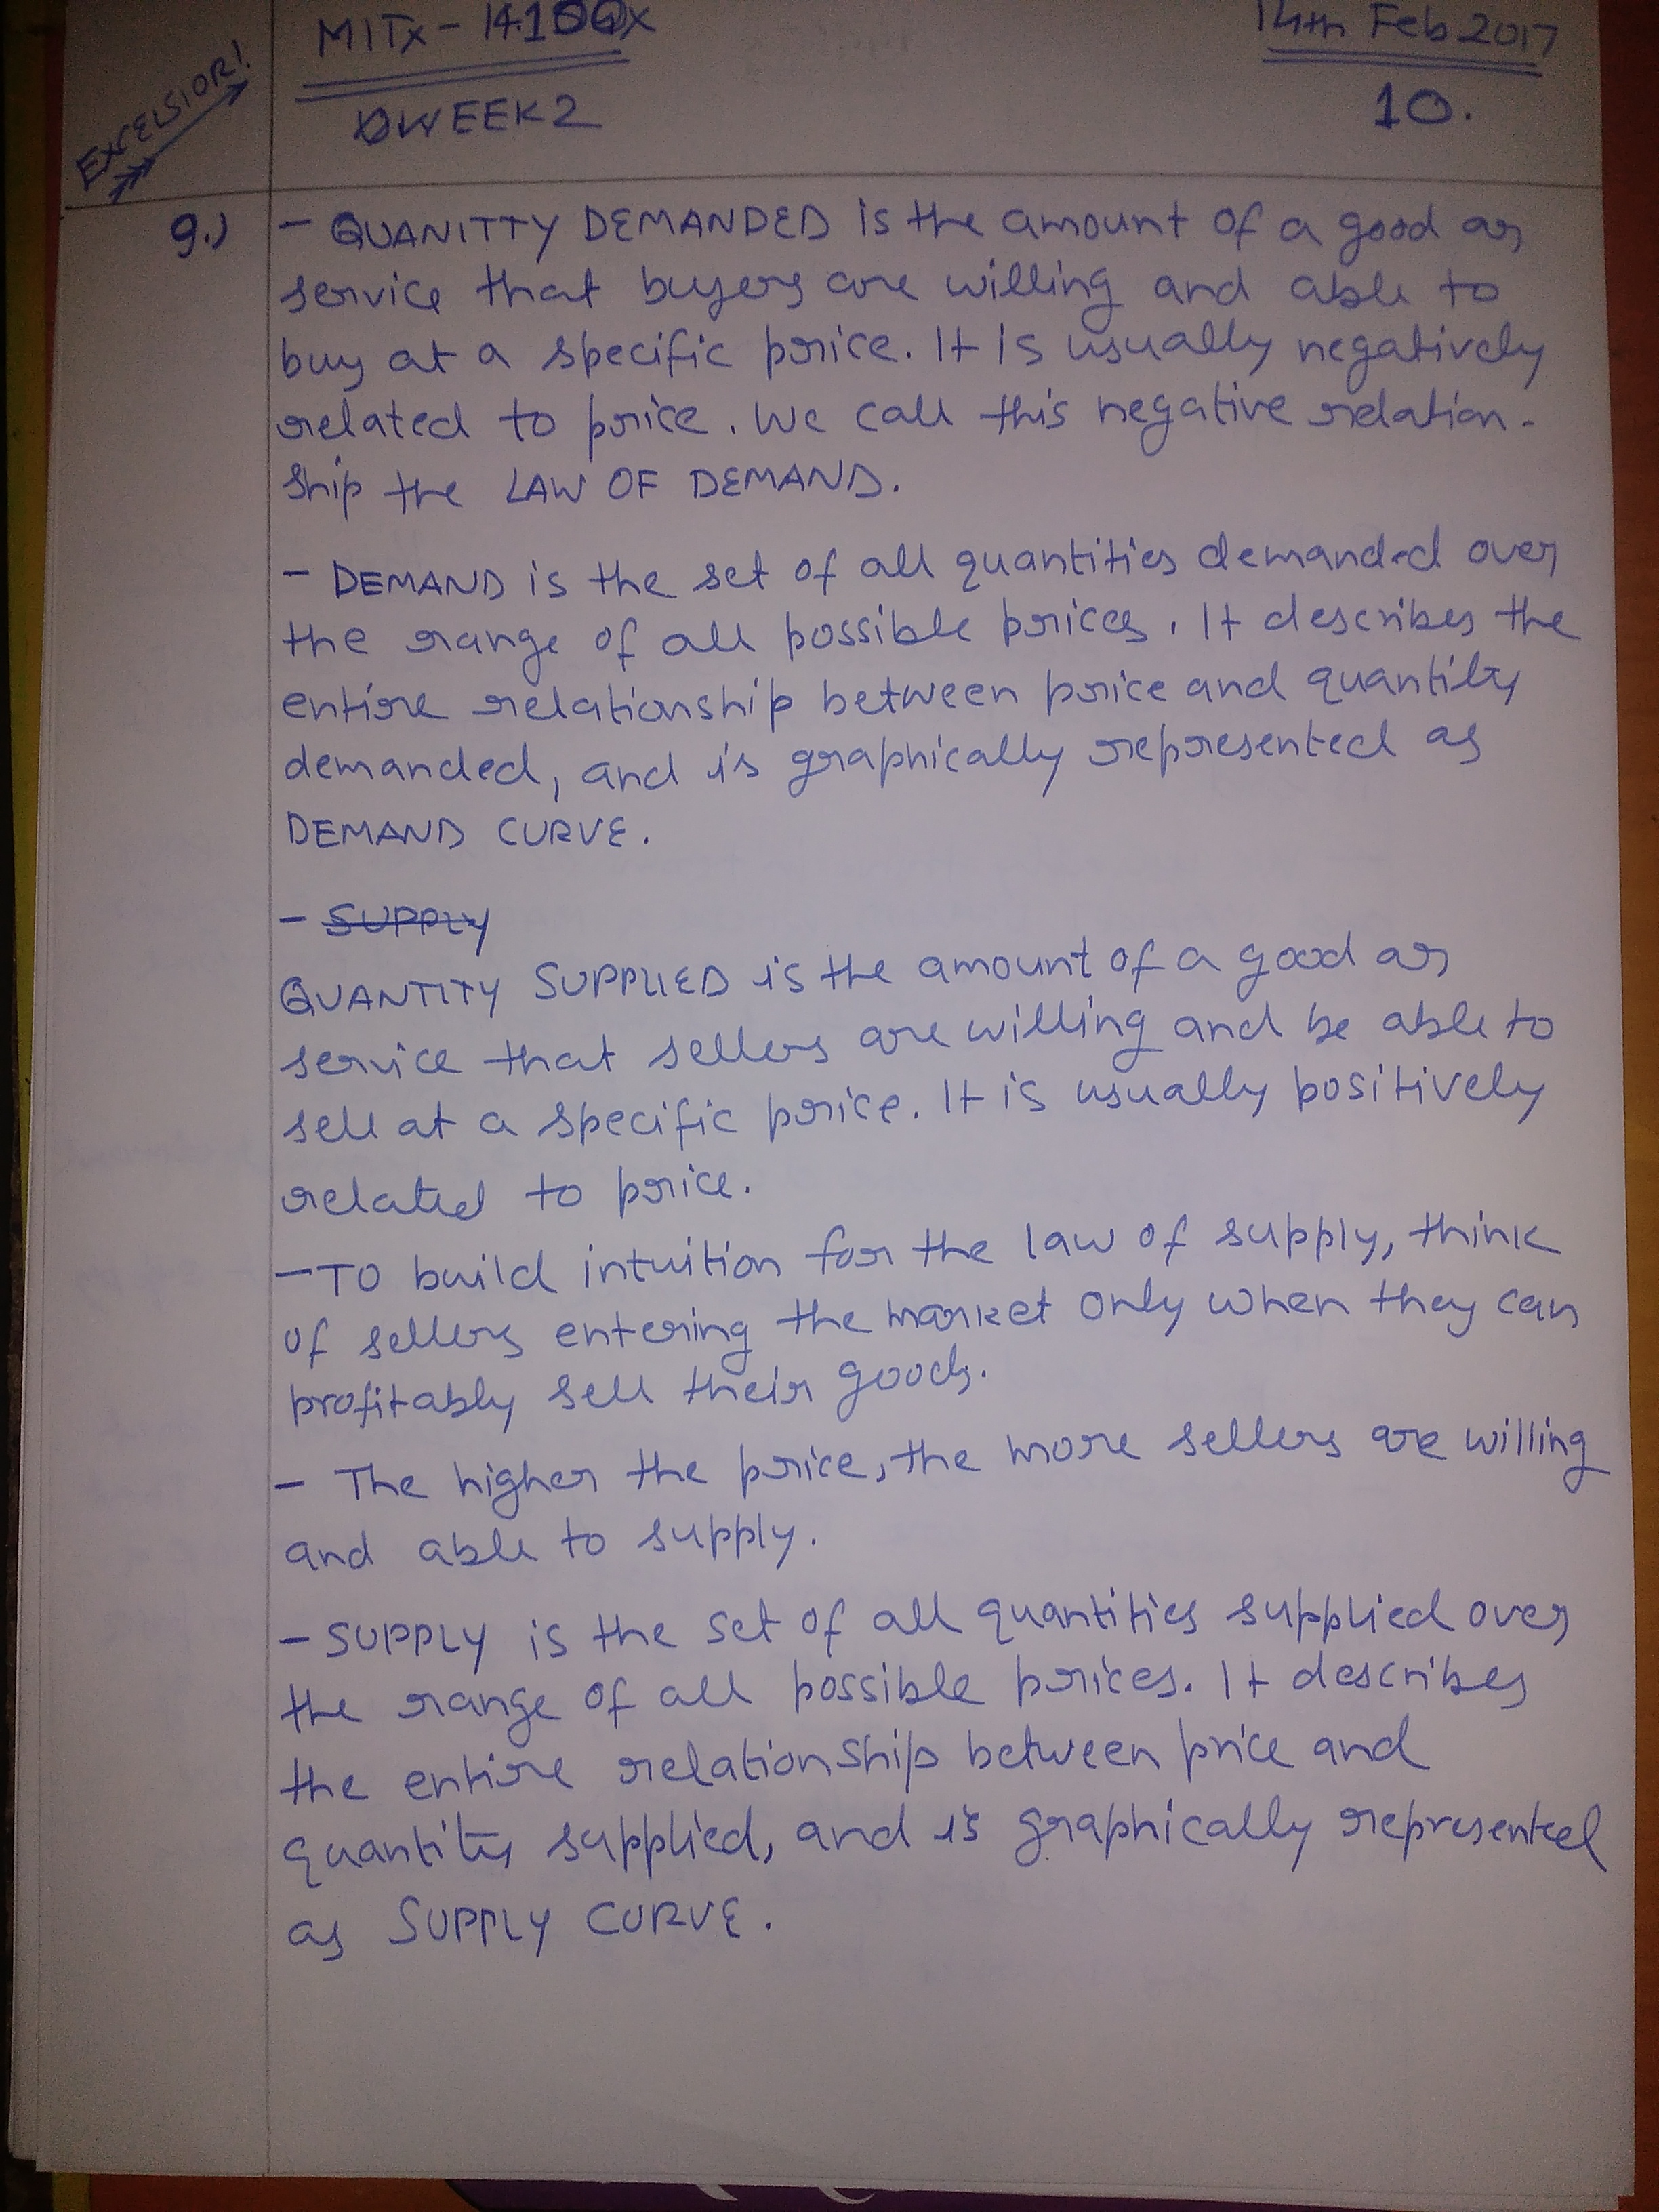 EXCELSIOR!
MITx - 14.100x
14th Feb 2017
WEEK 2
10.
9.) - QUANITTY DEMANDED is the amount of a good or
service that buyers are willing and able to
buy at a specific price. It is usually negatively
related to price. We call this negative relation-
ship the LAW OF DEMAND.
- DEMAND is the set of all quantities demanded over
the range of all possible prices. It describes the
entire relationship between price and quantity
demanded, and is graphically represented as
DEMAND CURVE.
- SUPPLY
QUANTITY SUPPLIED is the amount of a good or
service that sellers are willing and be able to
sell at a specific price. It is usually positively
related to price.
- TO build intuition for the law of supply, think
of sellers entering the market only when they can
profitably sell their goods.
- The higher the price, the more sellers are willing
and able to supply.
- SUPPLY is the set of all quantities supplied over
the range of all possible prices. It describes
the entire relationship between price and
quantity supplied, and is graphically represented
as SUPPLY CURVE.